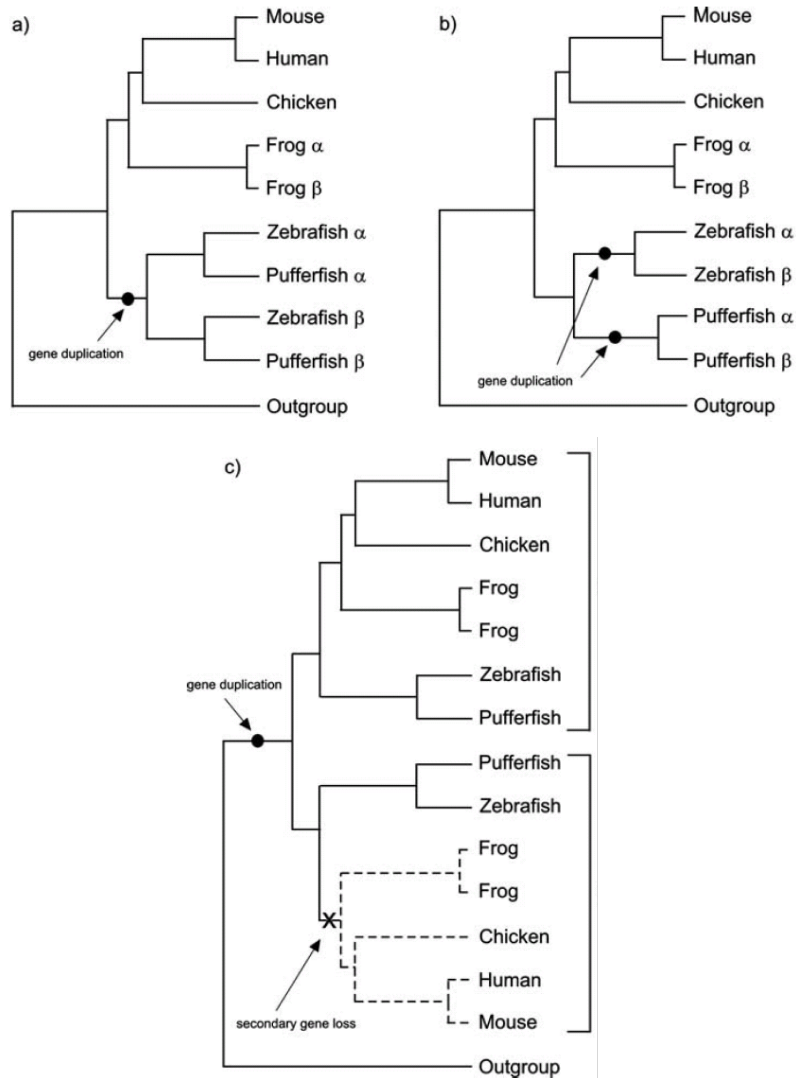 a)
Mouse
Human
Chicken
Frog α
Frog β
Zebrafish α
Pufferfish α
Zebrafish β
Pufferfish β
Outgroup
gene duplication
b)
Mouse
Human
Chicken
Frog α
Frog β
Zebrafish α
Zebrafish β
Pufferfish α
Pufferfish β
Outgroup
gene duplication
c)
Mouse
Human
Chicken
Frog
Frog
Zebrafish
Pufferfish
gene duplication
Pufferfish
Zebrafish
Frog
Frog
Chicken
Human
Mouse
secondary gene loss
Outgroup